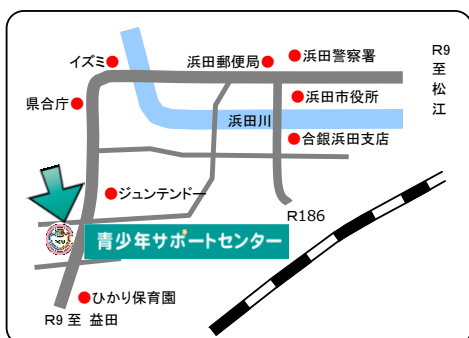 イズミ
浜田郵便局
浜田警察署
R9
至
松
江
県合庁
浜田市役所
浜田川
合銀浜田支店
ジュンテンドー
R186
青少年サポートセンター
ひかり保育園
R9 至 益田